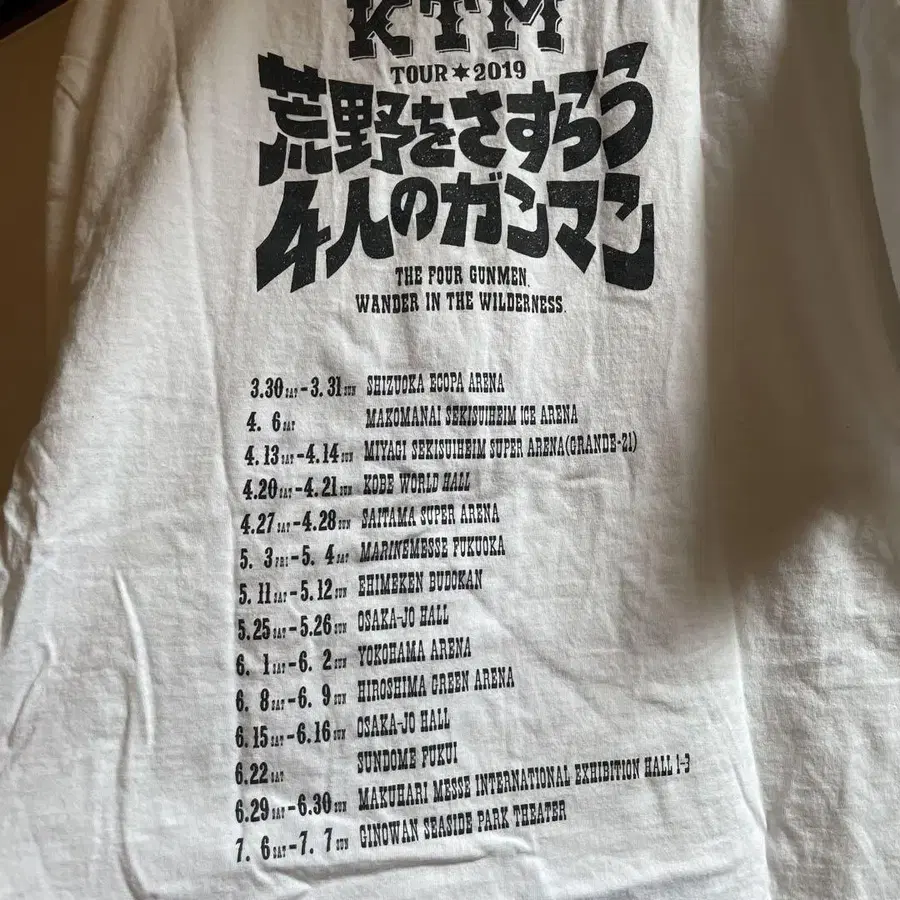 KTM
TOUR★2019
荒野をさすらう
4人のガンマン
THE FOUR GUNMEN.
WANDER IN THE WILDERNESS.
3.30 SAT - 3.31 SUN SHIZUOKA ECOPA ARENA
4. 6 SAT MAKOMANAI SEKISUIHEIM ICE ARENA
4.13 SAT - 4.14 SUN MIYAGI SEKISUIHEIM SUPER ARENA(GRANDE-21)
4.20 SAT - 4.21 SUN KOBE WORLD HALL
4.27 SAT - 4.28 SUN SAITAMA SUPER ARENA
5. 3 FRI - 5. 4 SAT MARINEMESSE FUKUOKA
5.11 SAT - 5.12 SUN EHIMEKEN BUDOKAN
5.25 SAT - 5.26 SUN OSAKA-JO HALL
6. 1 SAT - 6. 2 SUN YOKOHAMA ARENA
6. 8 SAT - 6. 9 SUN HIROSHIMA GREEN ARENA
6.15 SAT - 6.16 SUN OSAKA-JO HALL
6.22 SAT SUNDOME FUKUI
6.29 SAT - 6.30 SUN MAKUHARI MESSE INTERNATIONAL EXHIBITION HALL 1-3
7. 6 SAT - 7. 7 SUN GINOWAN SEASIDE PARK THEATER